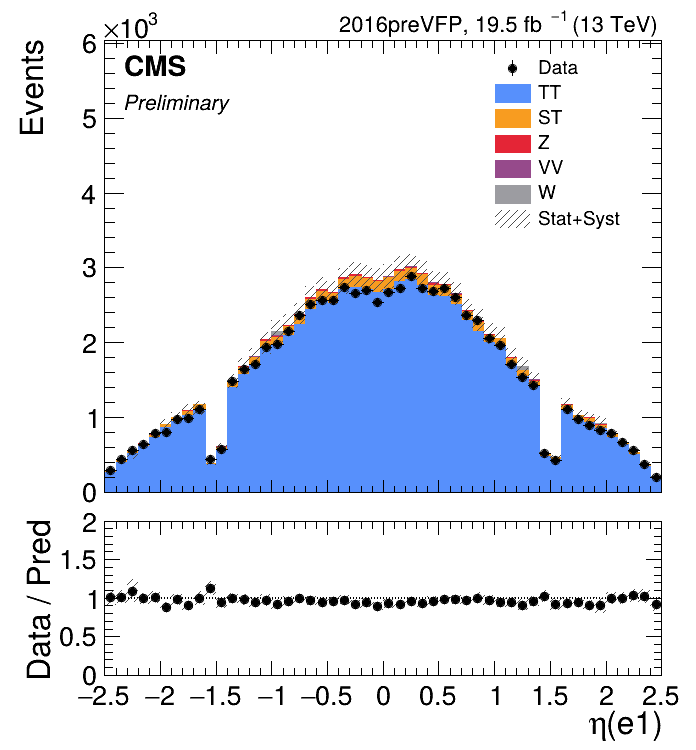 ×10³ 2016preVFP, 19.5 fb ⁻¹ (13 TeV)
Events
CMS
Preliminary
Data
TT
ST
Z
VV
W
Stat+Syst
6
5
4
3
2
1
0
Data / Pred
2
1.5
1
0.5
0
−2.5 −2 −1.5 −1 −0.5 0 0.5 1 1.5 2 2.5
η(e1)